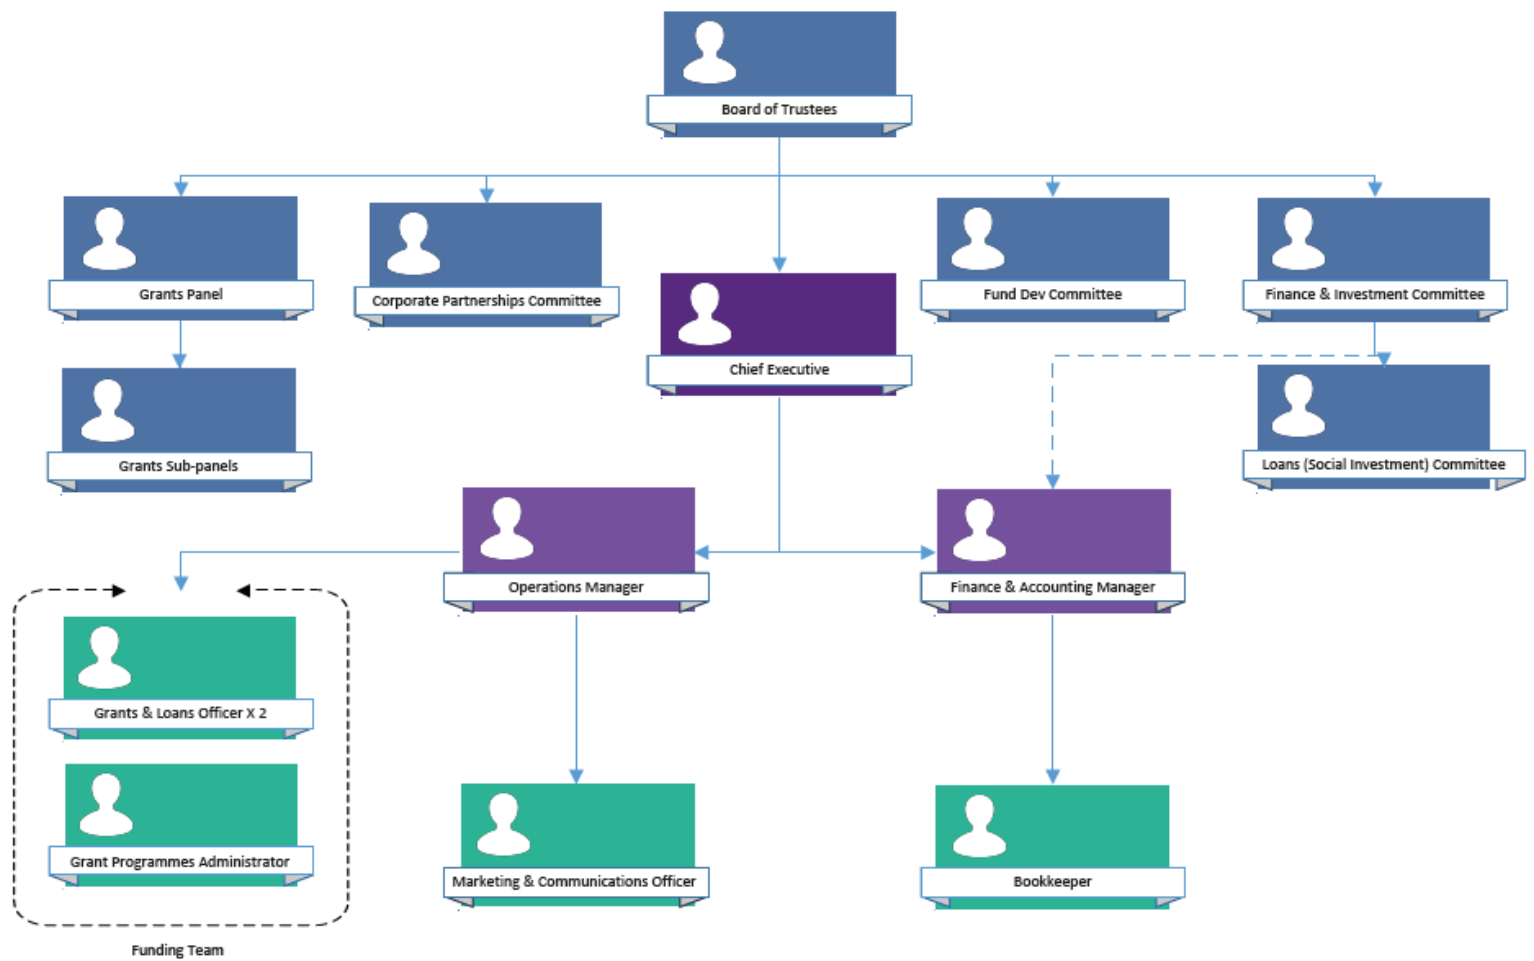 Board of Trustees
Grants Panel
Corporate Partnerships Committee
Fund Dev Committee
Finance & Investment Committee
Chief Executive
Grants Sub-panels
Loans (Social Investment) Committee
Operations Manager
Finance & Accounting Manager
Grants & Loans Officer X 2
Grant Programmes Administrator
Marketing & Communications Officer
Bookkeeper
Funding Team